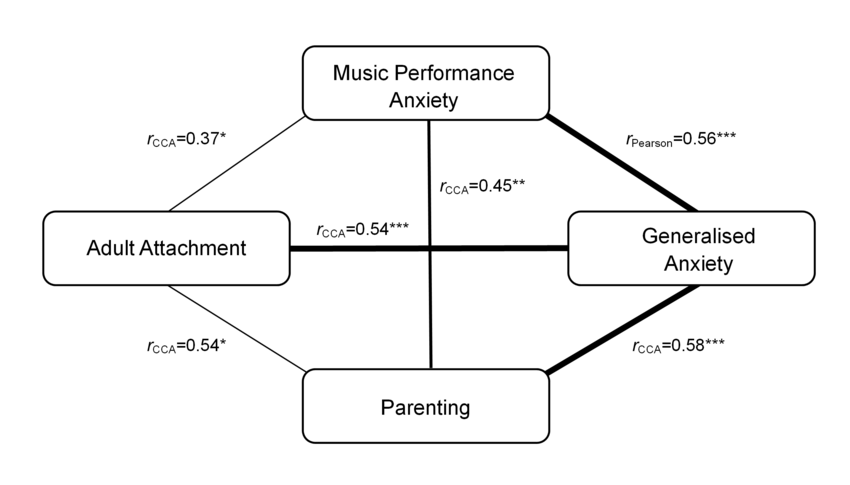 Music Performance
Anxiety
rCCA=0.37*
rPearson=0.56***
rCCA=0.45**
Adult Attachment
rCCA=0.54***
Generalised
Anxiety
rCCA=0.54*
rCCA=0.58***
Parenting